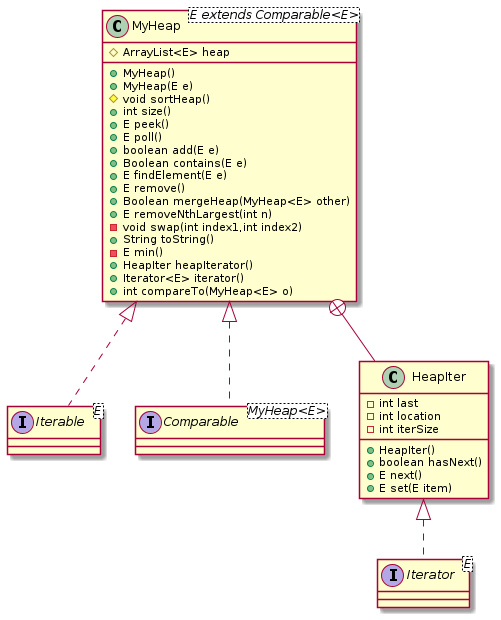 C MyHeap E extends Comparable<E>
ArrayList<E> heap
MyHeap()
MyHeap(E e)
void sortHeap()
int size()
E peek()
E poll()
boolean add(E e)
Boolean contains(E e)
E findElement(E e)
E remove()
Boolean mergeHeap(MyHeap<E> other)
E removeNthLargest(int n)
void swap(int index1,int index2)
String toString()
E min()
HeapIter heapIterator()
Iterator<E> iterator()
int compareTo(MyHeap<E> o)
I Iterable E
I Comparable MyHeap<E>
C HeapIter
int last
int location
int iterSize
HeapIter()
boolean hasNext()
E next()
E set(E item)
I Iterator E